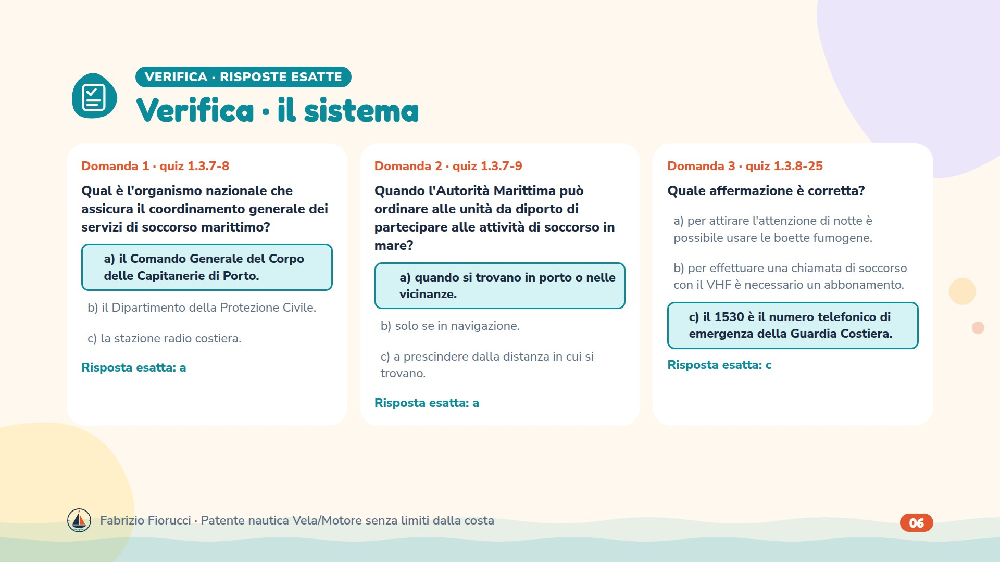 VERIFICA · RISPOSTE ESATTE
Verifica · il sistema
Domanda 1 · quiz 1.3.7-8
Qual è l'organismo nazionale che
assicura il coordinamento generale dei
servizi di soccorso marittimo?
a) il Comando Generale del Corpo
delle Capitanerie di Porto.
b) il Dipartimento della Protezione Civile.
c) la stazione radio costiera.
Risposta esatta: a
Domanda 2 · quiz 1.3.7-9
Quando l'Autorità Marittima può
ordinare alle unità da diporto di
partecipare alle attività di soccorso in
mare?
a) quando si trovano in porto o nelle
vicinanze.
b) solo se in navigazione.
c) a prescindere dalla distanza in cui si
trovano.
Risposta esatta: a
Domanda 3 · quiz 1.3.8-25
Quale affermazione è corretta?
a) per attirare l'attenzione di notte è
possibile usare le boette fumogene.
b) per effettuare una chiamata di soccorso
con il VHF è necessario un abbonamento.
c) il 1530 è il numero telefonico di
emergenza della Guardia Costiera.
Risposta esatta: c
Fabrizio Fiorucci · Patente nautica Vela/Motore senza limiti dalla costa
06